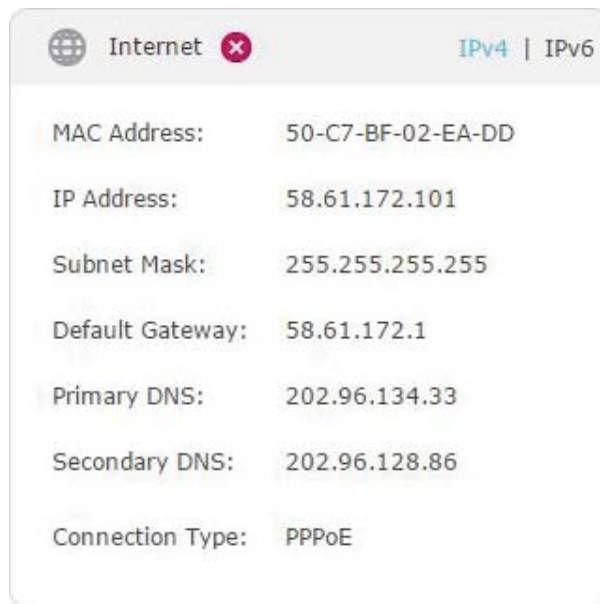 Internet IPv4 | IPv6
MAC Address: 50-C7-BF-02-EA-DD
IP Address: 58.61.172.101
Subnet Mask: 255.255.255.255
Default Gateway: 58.61.172.1
Primary DNS: 202.96.134.33
Secondary DNS: 202.96.128.86
Connection Type: PPPoE